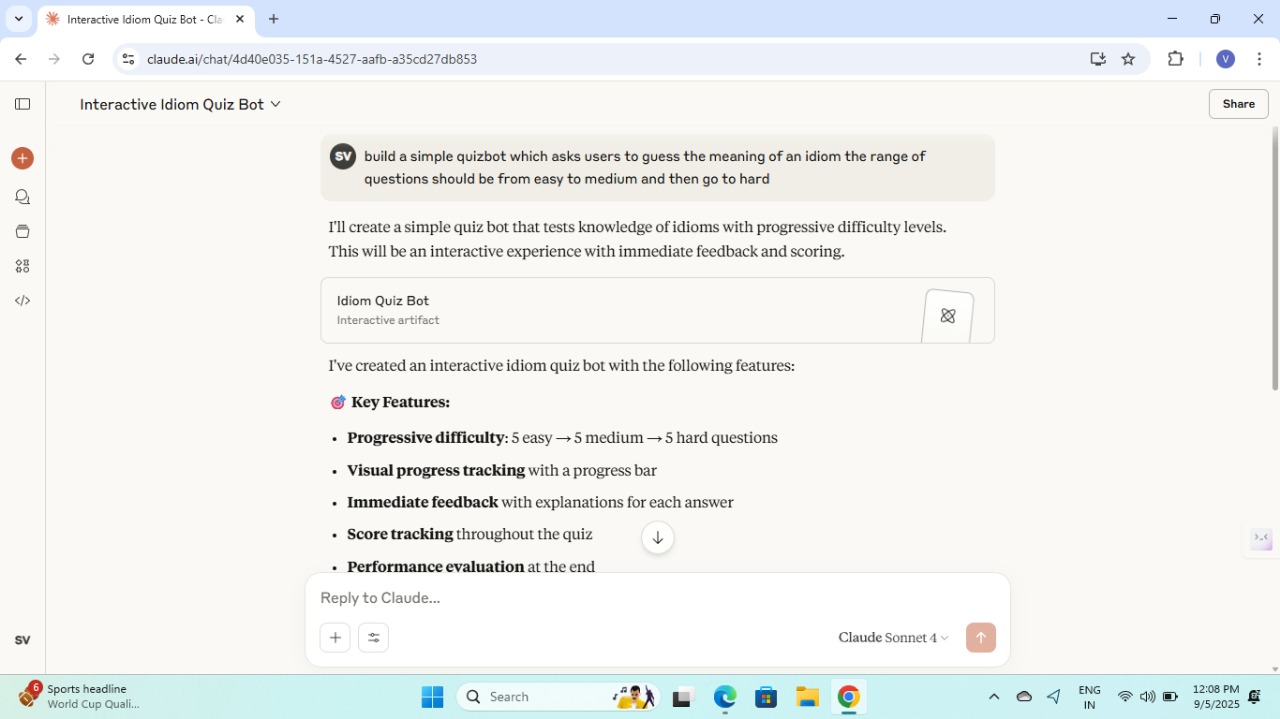 Interactive Idiom Quiz Bot - Cla
claude.ai/chat/4d40e035-151a-4527-aafb-a35cd27db853
V
Interactive Idiom Quiz Bot
Share
SV
build a simple quizbot which asks users to guess the meaning of an idiom the range of
questions should be from easy to medium and then go to hard
I'll create a simple quiz bot that tests knowledge of idioms with progressive difficulty levels.
This will be an interactive experience with immediate feedback and scoring.
Idiom Quiz Bot
Interactive artifact
I've created an interactive idiom quiz bot with the following features:
🎯 Key Features:
• Progressive difficulty: 5 easy → 5 medium → 5 hard questions
• Visual progress tracking with a progress bar
• Immediate feedback with explanations for each answer
• Score tracking throughout the quiz
• Performance evaluation at the end
Reply to Claude...
Claude Sonnet 4
SV
6
Sports headline
World Cup Quali...
Search
ENG
IN
12:08 PM
9/5/2025